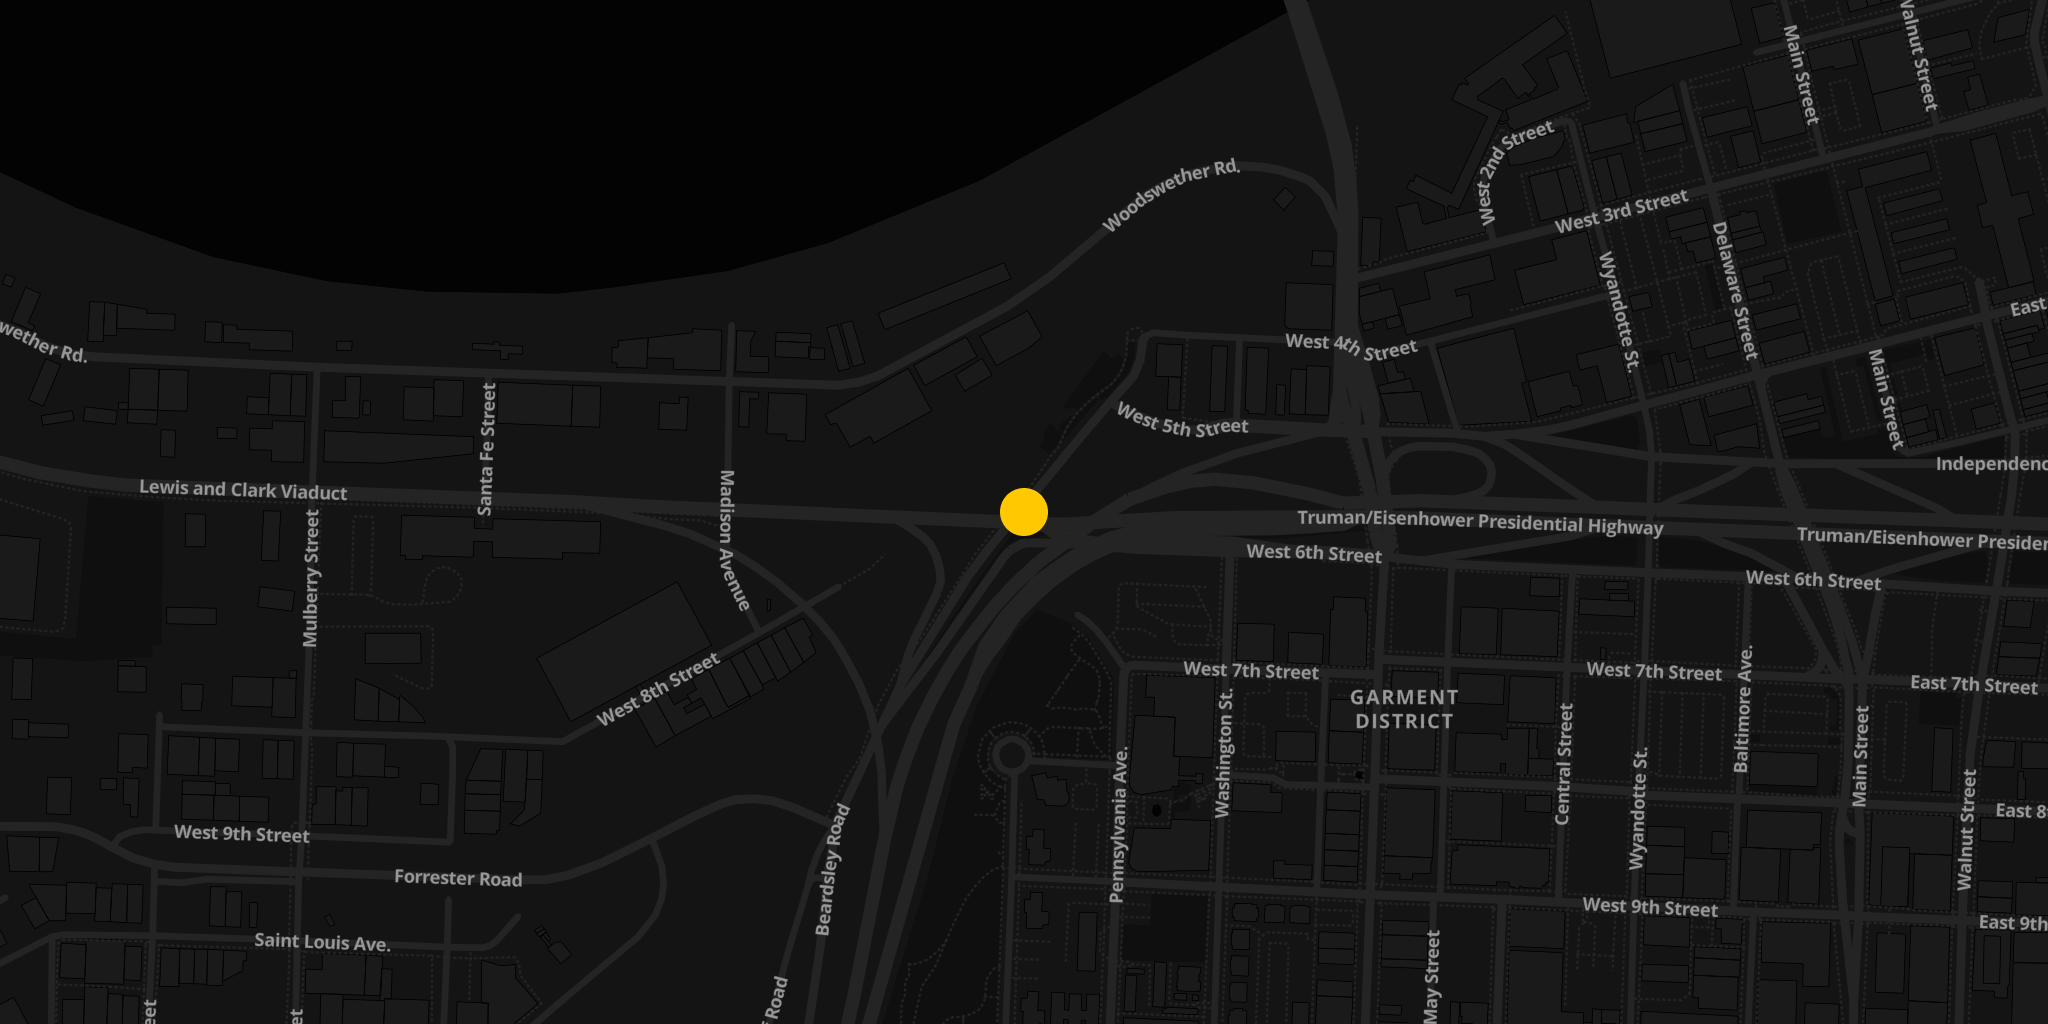 Main Street
Walnut Street
West 2nd Street
Woodswether Rd.
West 3rd Street
Delaware Street
Wyandotte St.
East
wether Rd.
West 4th Street
Main Street
Santa Fe Street
West 5th Street
Independenc
Lewis and Clark Viaduct
Madison Avenue
Truman/Eisenhower Presidential Highway
Truman/Eisenhower Presiden
Mulberry Street
West 6th Street
West 6th Street
West 8th Street
West 7th Street
West 7th Street
East 7th Street
GARMENT
DISTRICT
Baltimore Ave.
Washington St.
Central Street
Main Street
Pennsylvania Ave.
Wyandotte St.
Walnut Street
East 8
West 9th Street
Beardsley Road
Forrester Road
West 9th Street
East 9th
Saint Louis Ave.
May Street
Road
eet
et